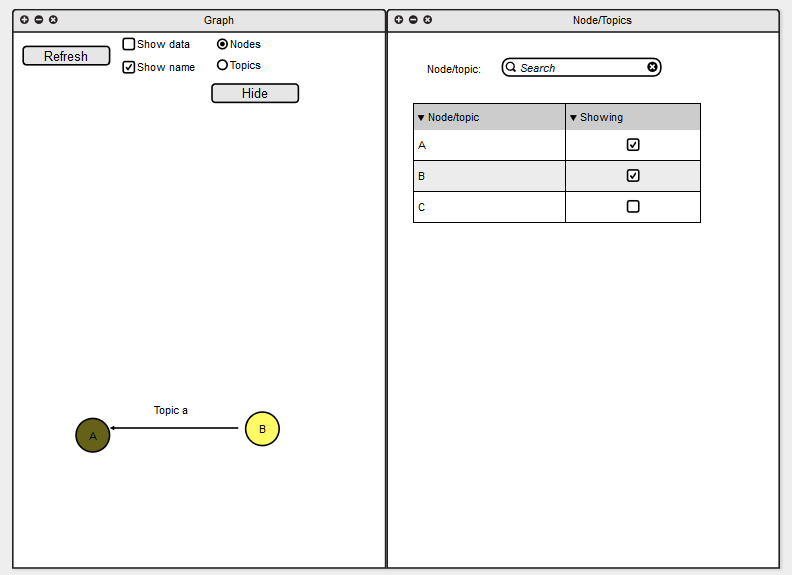 Graph
Refresh
Show data
Nodes
Show name
Topics
Hide
Topic a
A
B
Node/Topics
Node/topic:
Search
Node/topic
Showing
A
B
C